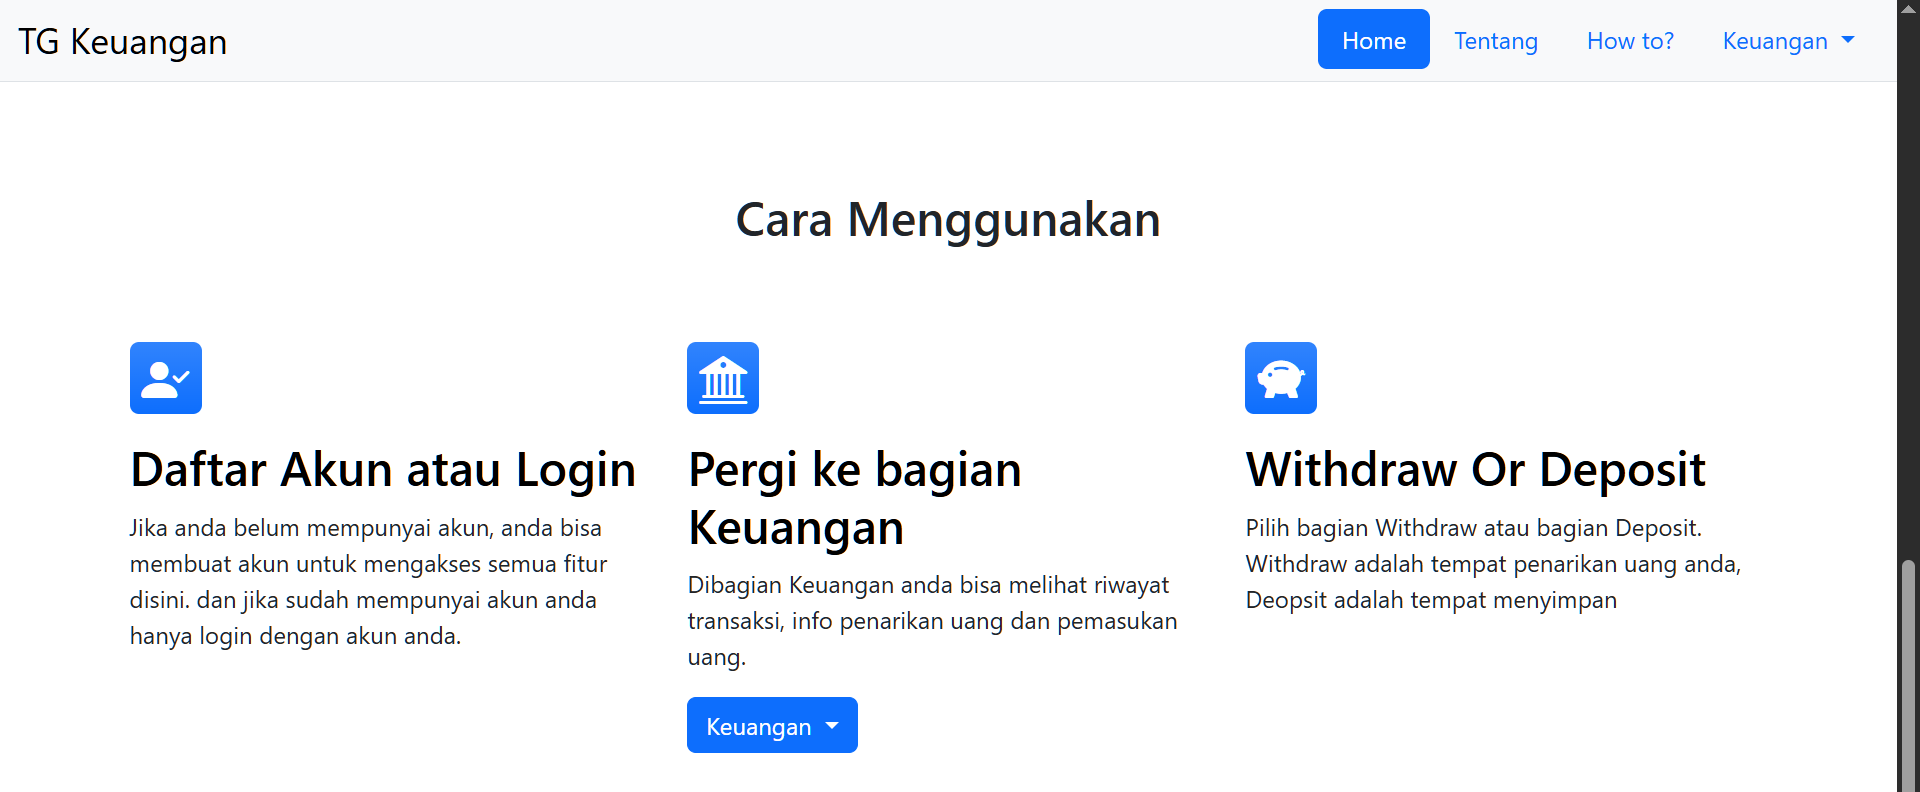 TG Keuangan
Home
Tentang
How to?
Keuangan
Cara Menggunakan
Daftar Akun atau Login
Jika anda belum mempunyai akun, anda bisa
membuat akun untuk mengakses semua fitur
disini. dan jika sudah mempunyai akun anda
hanya login dengan akun anda.
Pergi ke bagian
Keuangan
Dibagian Keuangan anda bisa melihat riwayat
transaksi, info penarikan uang dan pemasukan
uang.
Keuangan
Withdraw Or Deposit
Pilih bagian Withdraw atau bagian Deposit.
Withdraw adalah tempat penarikan uang anda,
Deopsit adalah tempat menyimpan